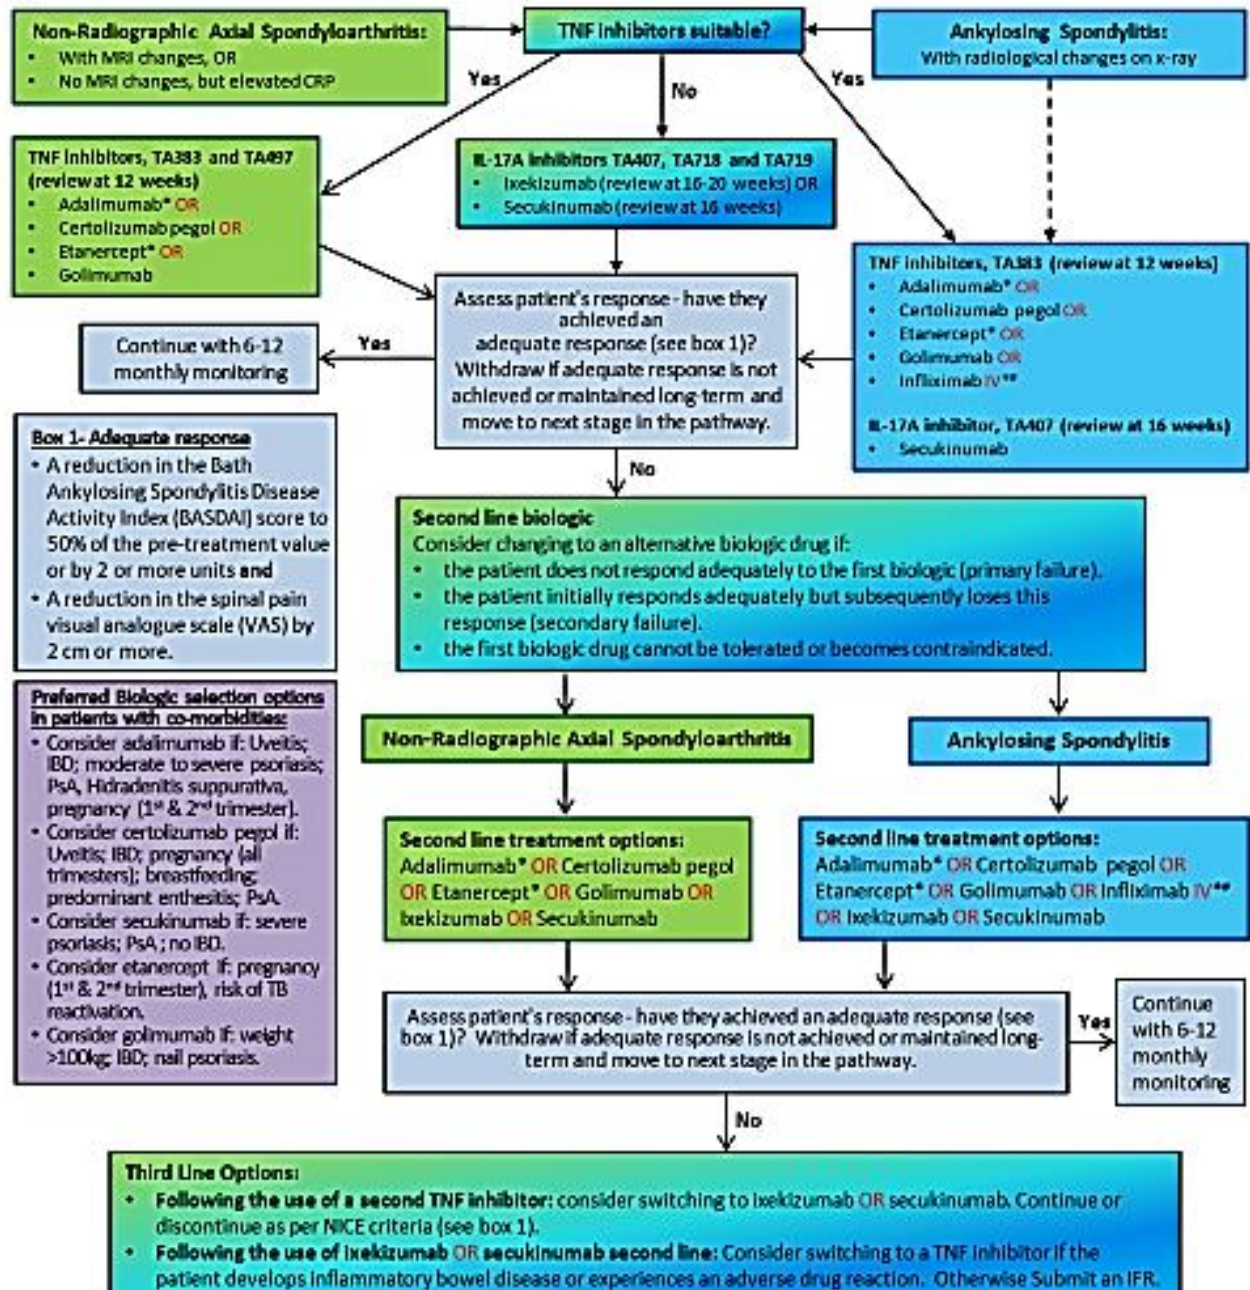 Non-Radiographic Axial Spondyloarthritis:
• With MRI changes, OR
• No MRI changes, but elevated CRP
TNF inhibitors suitable?
Ankylosing Spondylitis:
With radiological changes on x-ray
Yes
No
Yes
TNF inhibitors, TA383 and TA497
(review at 12 weeks)
• Adalimumab* OR
• Certolizumab pegol OR
• Etanercept* OR
• Golimumab
IL-17A inhibitors TA407, TA718 and TA719
• Ixekizumab (review at 16-20 weeks) OR
• Secukinumab (review at 16 weeks)
TNF inhibitors, TA383 (review at 12 weeks)
• Adalimumab* OR
• Certolizumab pegol OR
• Etanercept* OR
• Golimumab OR
• Infliximab IV*#
IL-17A inhibitor, TA407 (review at 16 weeks)
• Secukinumab
Assess patient's response - have they
achieved an
adequate response (see box 1)?
Withdraw if adequate response is not
achieved or maintained long-term and
move to next stage in the pathway.
Yes
Continue with 6-12
monthly monitoring
No
Box 1- Adequate response
• A reduction in the Bath
Ankylosing Spondylitis Disease
Activity Index (BASDAI) score to
50% of the pre-treatment value
or by 2 or more units and
• A reduction in the spinal pain
visual analogue scale (VAS) by
2 cm or more.
Second line biologic
Consider changing to an alternative biologic drug if:
• the patient does not respond adequately to the first biologic (primary failure).
• the patient initially responds adequately but subsequently loses this
response (secondary failure).
• the first biologic drug cannot be tolerated or becomes contraindicated.
Preferred Biologic selection options
in patients with co-morbidities:
• Consider adalimumab if: Uveitis;
IBD; moderate to severe psoriasis;
PsA, Hidradenitis suppurativa,
pregnancy (1st & 2nd trimester).
• Consider certolizumab pegol if:
Uveitis; IBD; pregnancy (all
trimesters); breastfeeding;
predominant enthesitis; PsA.
• Consider secukinumab if: severe
psoriasis; PsA ; no IBD.
• Consider etanercept if: pregnancy
(1st & 2nd trimester), risk of TB
reactivation.
• Consider golimumab if: weight
>100kg; IBD; nail psoriasis.
Non-Radiographic Axial Spondyloarthritis
Ankylosing Spondylitis
Second line treatment options:
Adalimumab* OR Certolizumab pegol
OR Etanercept* OR Golimumab OR
Ixekizumab OR Secukinumab
Second line treatment options:
Adalimumab* OR Certolizumab pegol OR
Etanercept* OR Golimumab OR Infliximab IV*#
OR Ixekizumab OR Secukinumab
Assess patient's response - have they achieved an adequate response (see
box 1)? Withdraw if adequate response is not achieved or maintained long-
term and move to next stage in the pathway.
Yes
Continue
with 6-12
monthly
monitoring
No
Third Line Options:
• Following the use of a second TNF inhibitor: consider switching to ixekizumab OR secukinumab. Continue or
discontinue as per NICE criteria (see box 1).
• Following the use of ixekizumab OR secukinumab second line: Consider switching to a TNF inhibitor if the
patient develops inflammatory bowel disease or experiences an adverse drug reaction. Otherwise Submit an IFR.